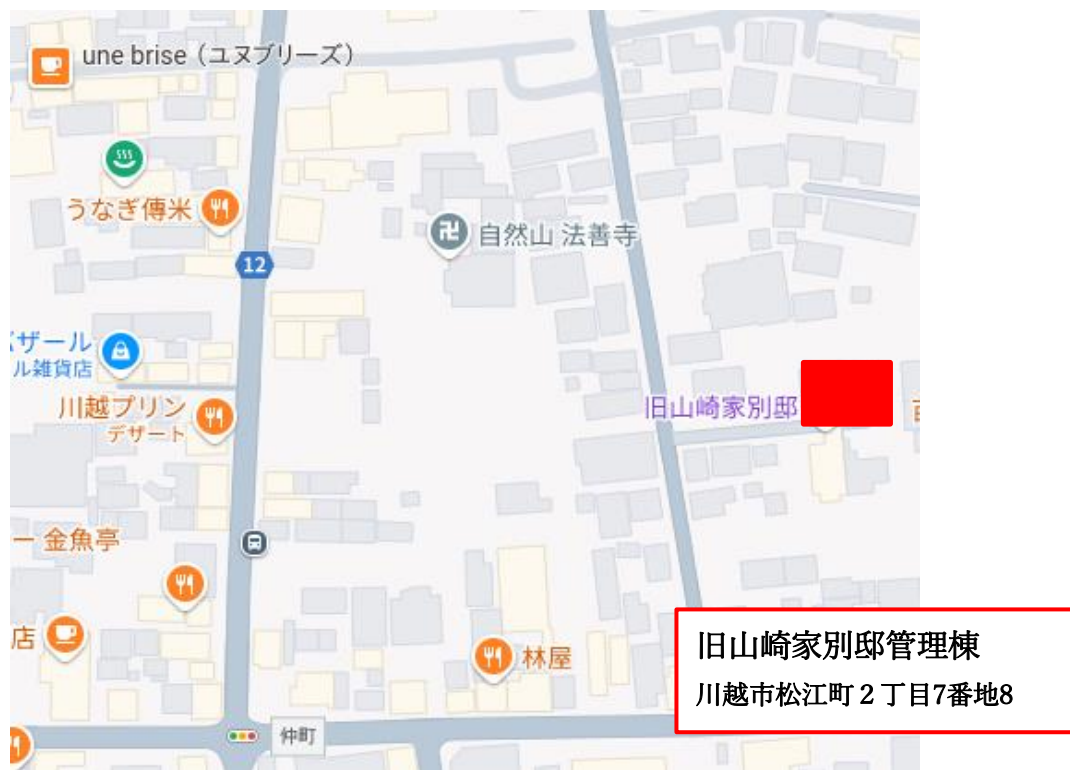 une brise（ユヌブリーズ）
うなぎ傳米
自然山 法善寺
12
ザール
ル雑貨店
旧山崎家別邸
川越プリン
デザート
ー 金魚亭
店
林屋
旧山崎家別邸管理棟
川越市松江町２丁目7番地8
仲町